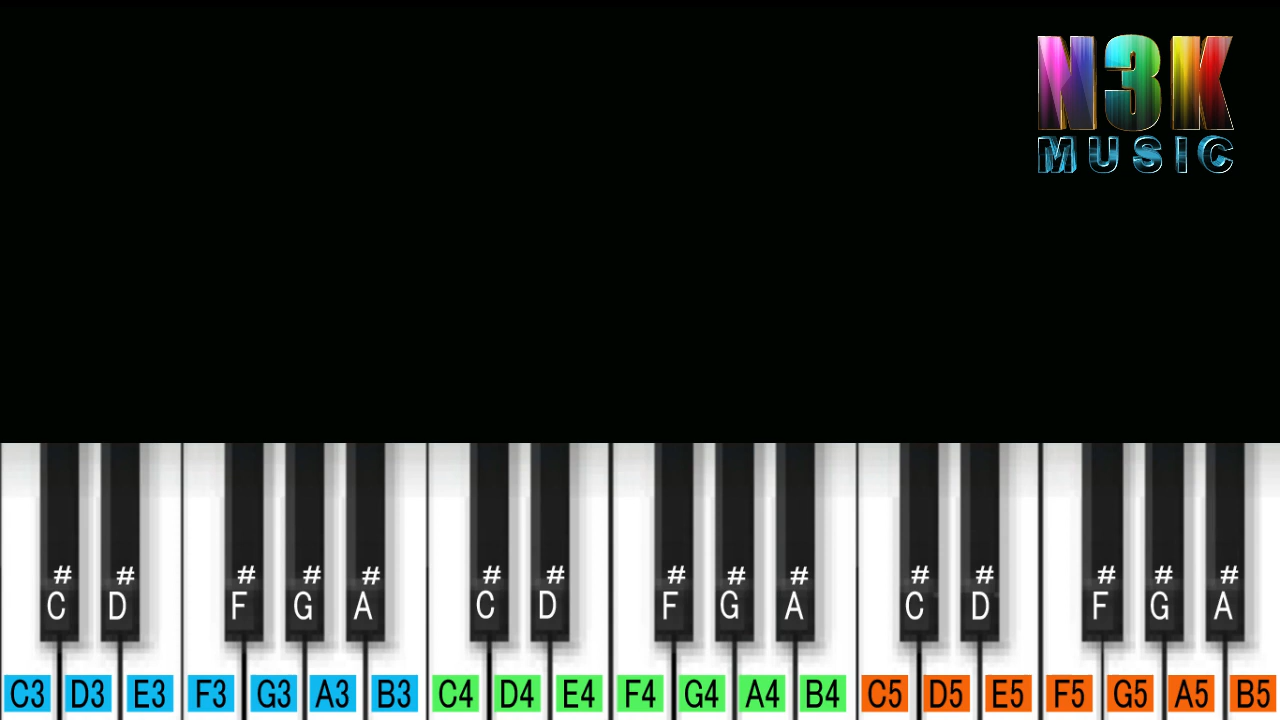 N3K
MUSIC
# # # # # # # # # # # # # # #
C D F G A C D F G A C D F G A
C3 D3 E3 F3 G3 A3 B3 C4 D4 E4 F4 G4 A4 B4 C5 D5 E5 F5 G5 A5 B5